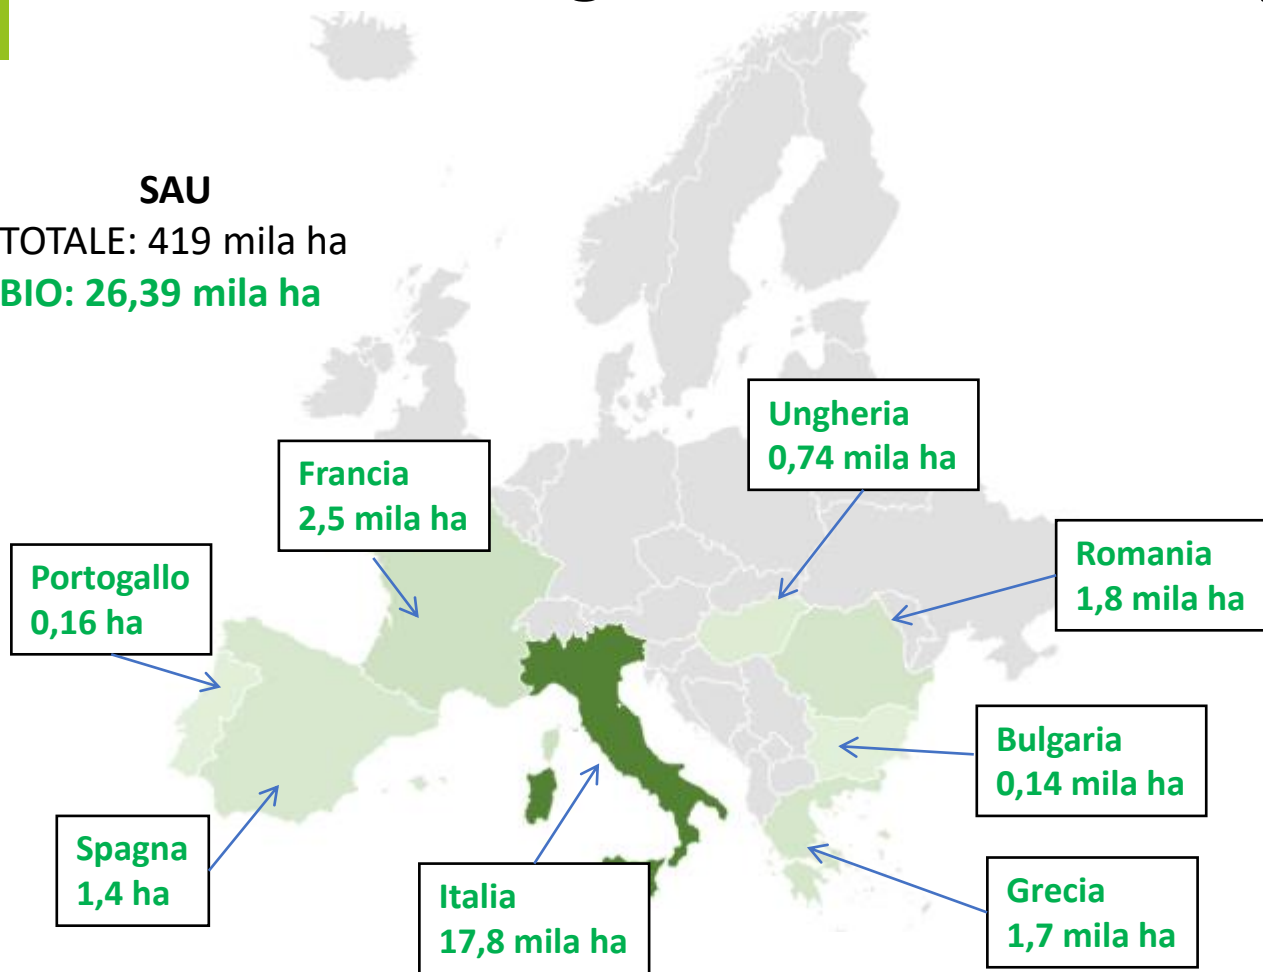 SAU
TOTALE: 419 mila ha
BIO: 26,39 mila ha
Ungheria
0,74 mila ha
Francia
2,5 mila ha
Romania
1,8 mila ha
Portogallo
0,16 ha
Bulgaria
0,14 mila ha
Spagna
1,4 ha
Italia
17,8 mila ha
Grecia
1,7 mila ha